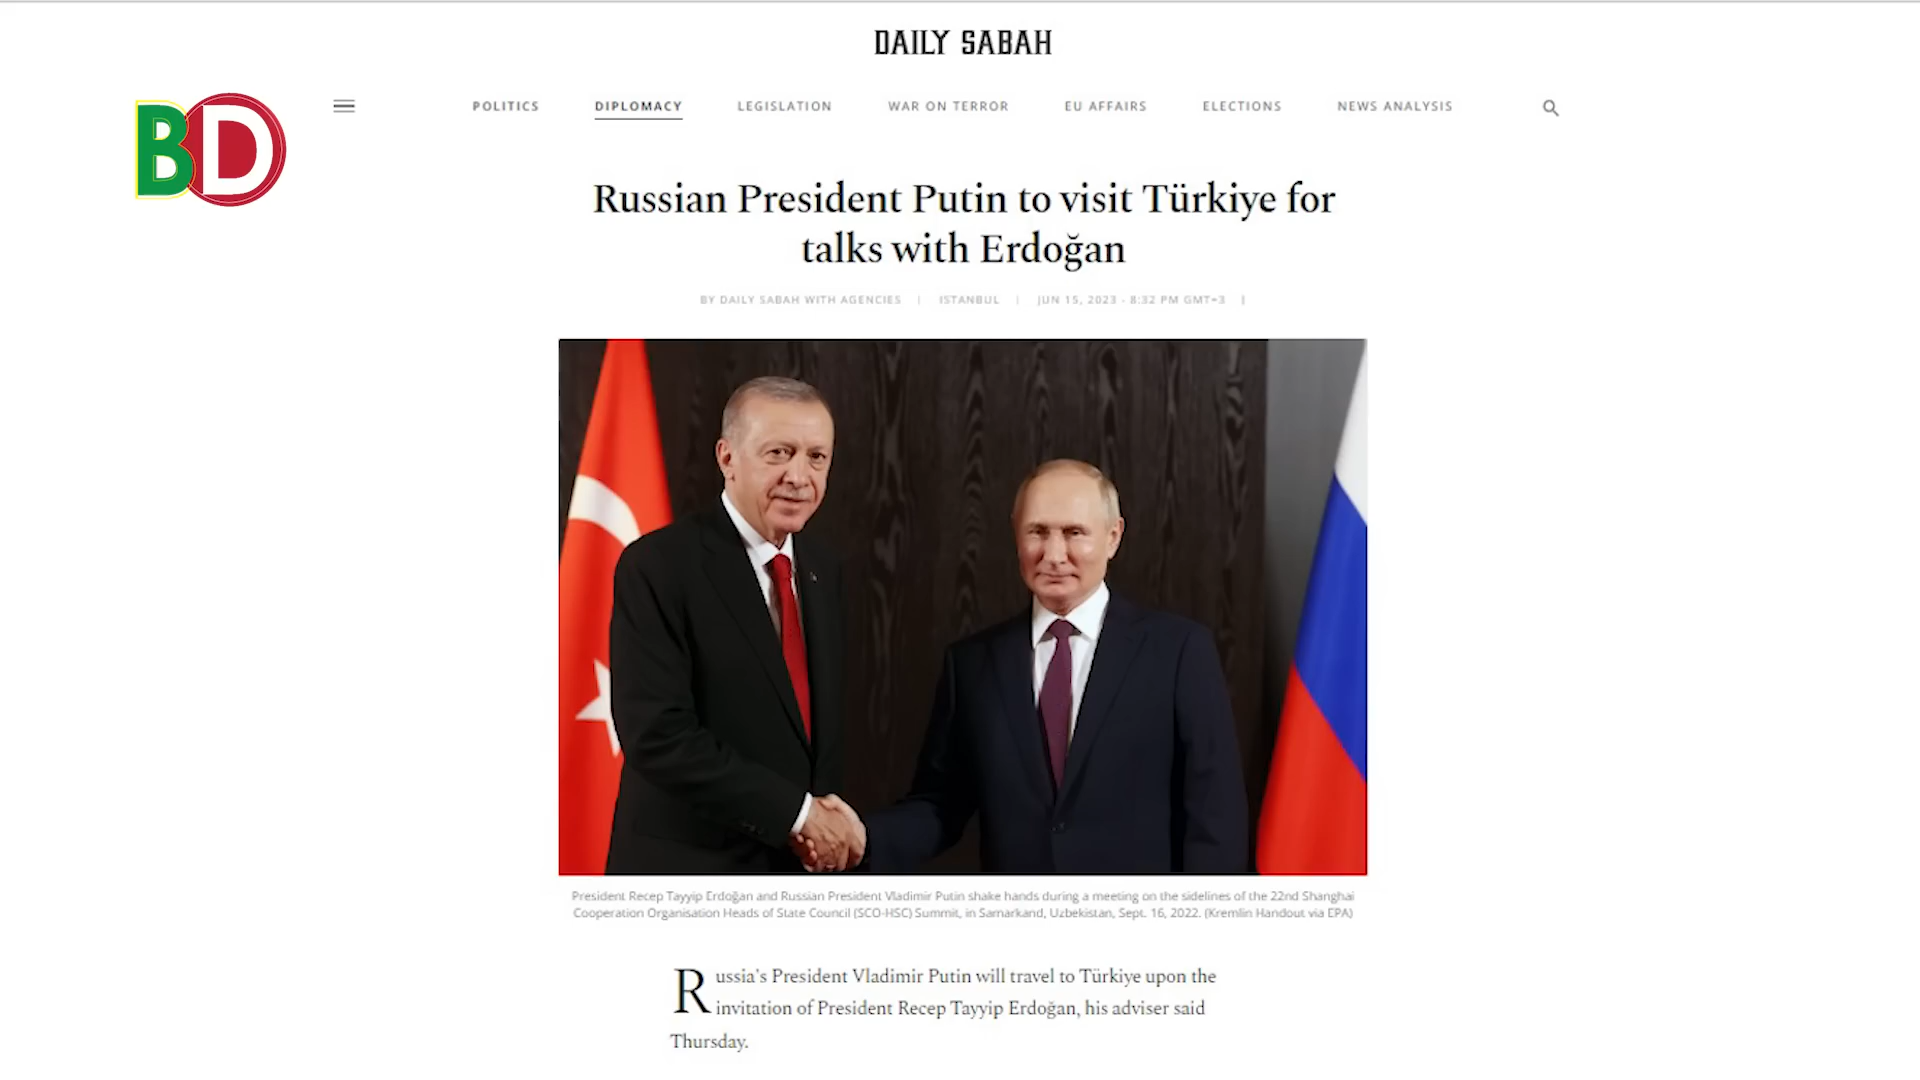 DAILY SABAH
BD
POLITICS DIPLOMACY LEGISLATION WAR ON TERROR EU AFFAIRS ELECTIONS NEWS ANALYSIS
Russian President Putin to visit Türkiye for
talks with Erdoğan
BY DAILY SABAH WITH AGENCIES | ISTANBUL | JUN 15, 2023 - 8:32 PM GMT+3 |
President Recep Tayyip Erdoğan and Russian President Vladimir Putin shake hands during a meeting on the sidelines of the 22nd Shanghai
Cooperation Organisation Heads of State Council (SCO-HSC) Summit, in Samarkand, Uzbekistan, Sept. 16, 2022. (Kremlin Handout via EPA)
Russia's President Vladimir Putin will travel to Türkiye upon the
invitation of President Recep Tayyip Erdoğan, his adviser said
Thursday.